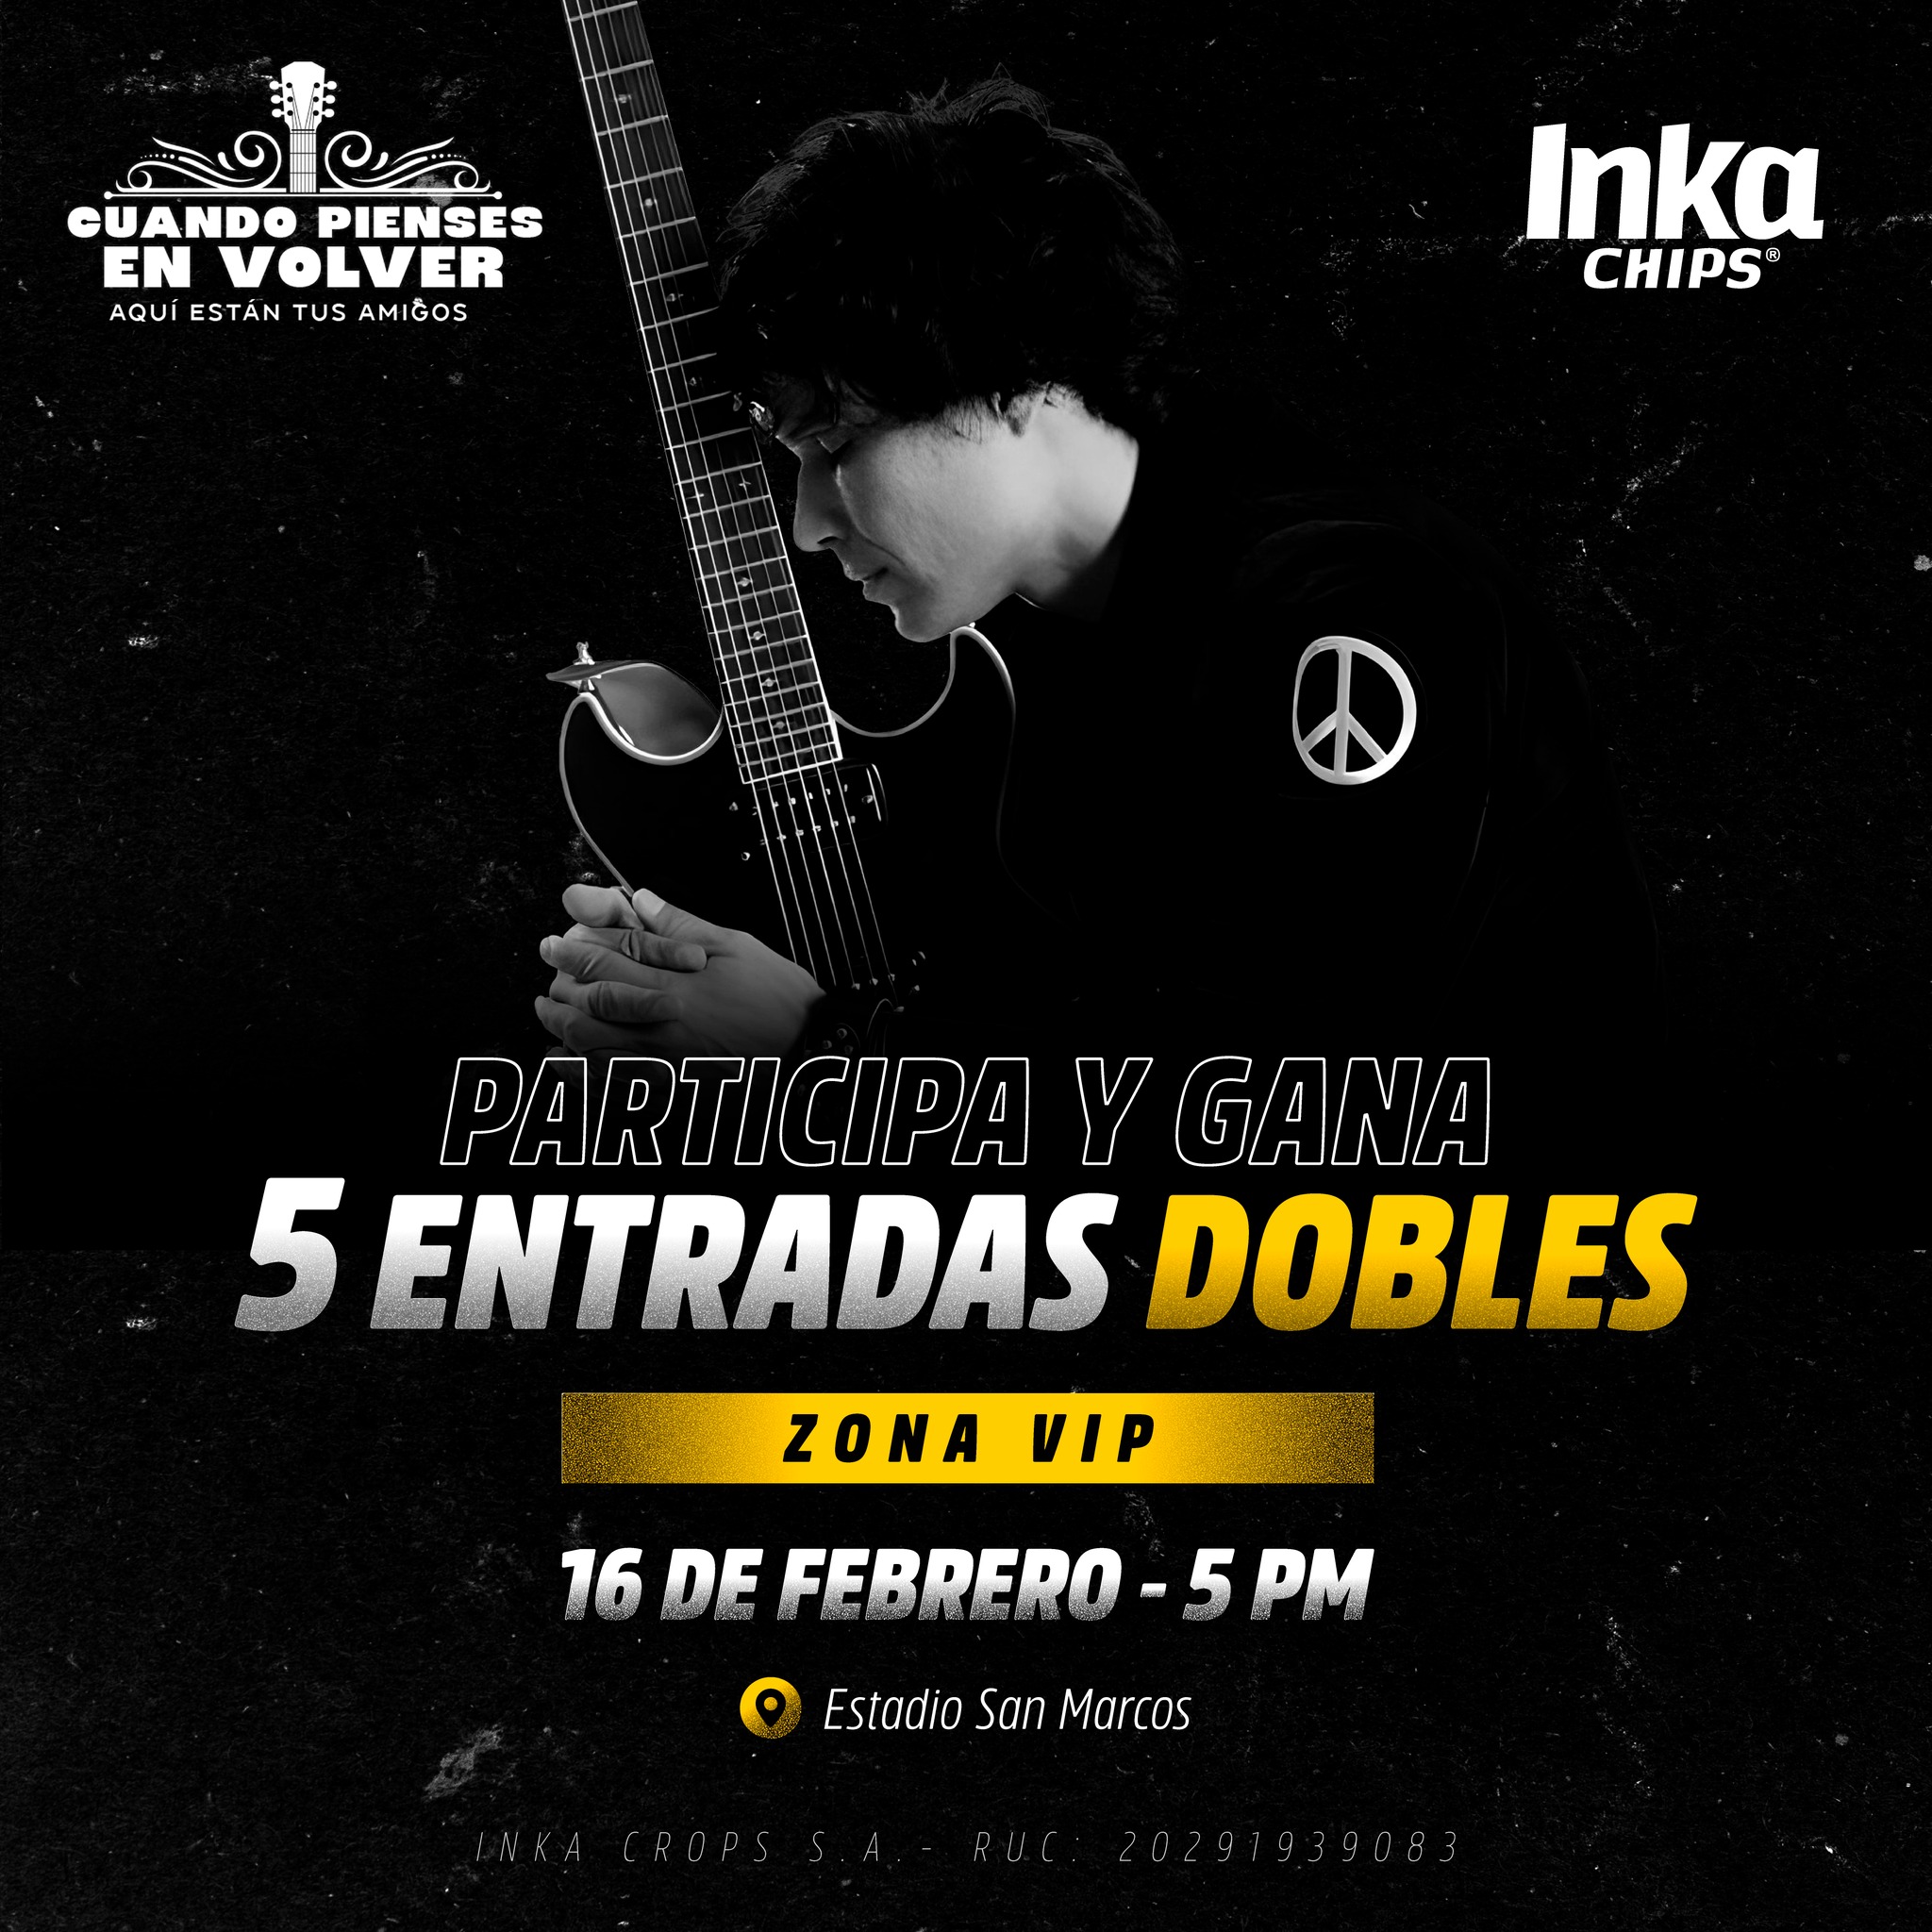 CUANDO PIENSES
EN VOLVER
AQUÍ ESTÁN TUS AMIGOS
Inka
CHIPS®
PARTICIPA Y GANA
5 ENTRADAS DOBLES
ZONA VIP
16 DE FEBRERO - 5 PM
Estadio San Marcos
INKA CROPS S.A.- RUC: 20291939083